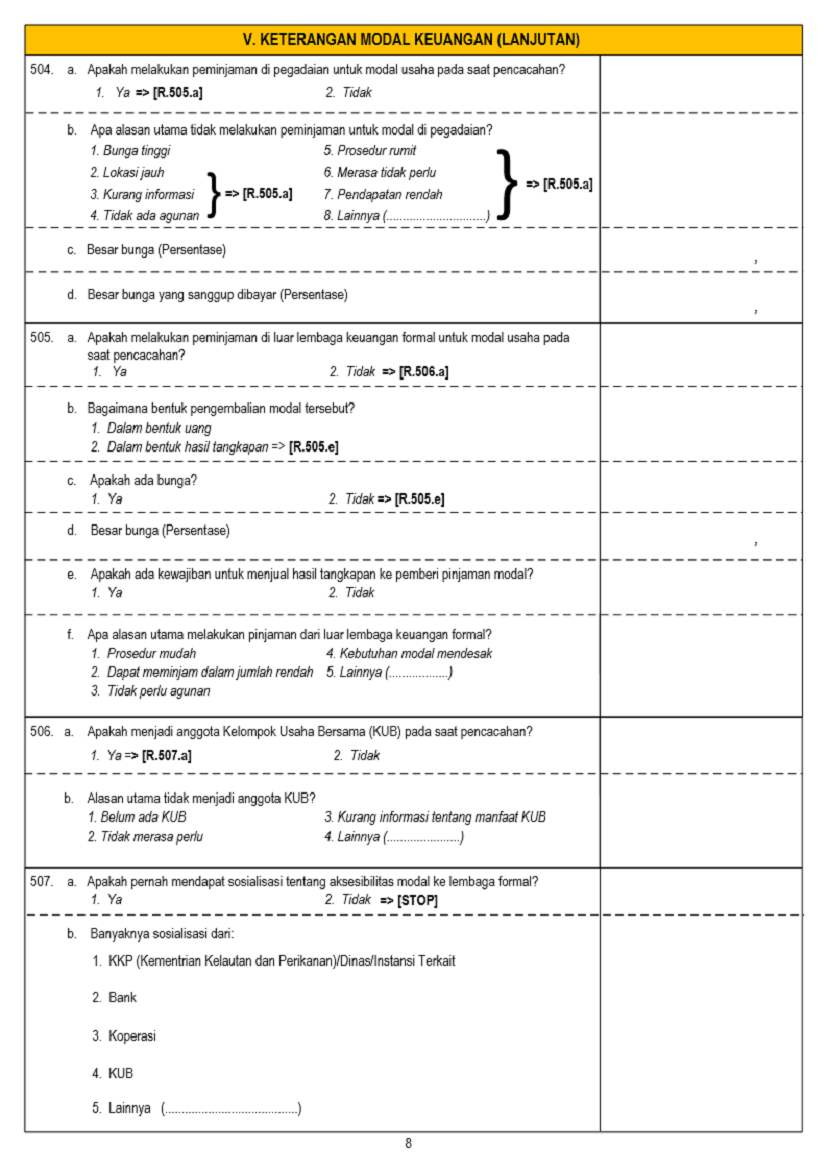 V. KETERANGAN MODAL KEUANGAN (LANJUTAN)
504. a. Apakah melakukan peminjaman di pegadaian untuk modal usaha pada saat pencacahan?
1. Ya => [R.505.a] 2. Tidak
b. Apa alasan utama tidak melakukan peminjaman untuk modal di pegadaian?
1. Bunga tinggi 5. Prosedur rumit
2. Lokasi jauh 6. Merasa tidak perlu
3. Kurang informasi } => [R.505.a] 7. Pendapatan rendah } => [R.505.a]
4. Tidak ada agunan 8. Lainnya (...............................)
c. Besar bunga (Persentase) ,
d. Besar bunga yang sanggup dibayar (Persentase) ,
505. a. Apakah melakukan peminjaman di luar lembaga keuangan formal untuk modal usaha pada
saat pencacahan?
1. Ya 2. Tidak => [R.506.a]
b. Bagaimana bentuk pengembalian modal tersebut?
1. Dalam bentuk uang
2. Dalam bentuk hasil tangkapan => [R.505.e]
c. Apakah ada bunga?
1. Ya 2. Tidak => [R.505.e]
d. Besar bunga (Persentase) ,
e. Apakah ada kewajiban untuk menjual hasil tangkapan ke pemberi pinjaman modal?
1. Ya 2. Tidak
f. Apa alasan utama melakukan pinjaman dari luar lembaga keuangan formal?
1. Prosedur mudah 4. Kebutuhan modal mendesak
2. Dapat meminjam dalam jumlah rendah 5. Lainnya (..................)
3. Tidak perlu agunan
506. a. Apakah menjadi anggota Kelompok Usaha Bersama (KUB) pada saat pencacahan?
1. Ya => [R.507.a] 2. Tidak
b. Alasan utama tidak menjadi anggota KUB?
1. Belum ada KUB 3. Kurang informasi tentang manfaat KUB
2. Tidak merasa perlu 4. Lainnya (.......................)
507. a. Apakah pernah mendapat sosialisasi tentang aksesibilitas modal ke lembaga formal?
1. Ya 2. Tidak => [STOP]
b. Banyaknya sosialisasi dari:
1. KKP (Kementrian Kelautan dan Perikanan)/Dinas/Instansi Terkait
2. Bank
3. Koperasi
4. KUB
5. Lainnya (........................................)
8